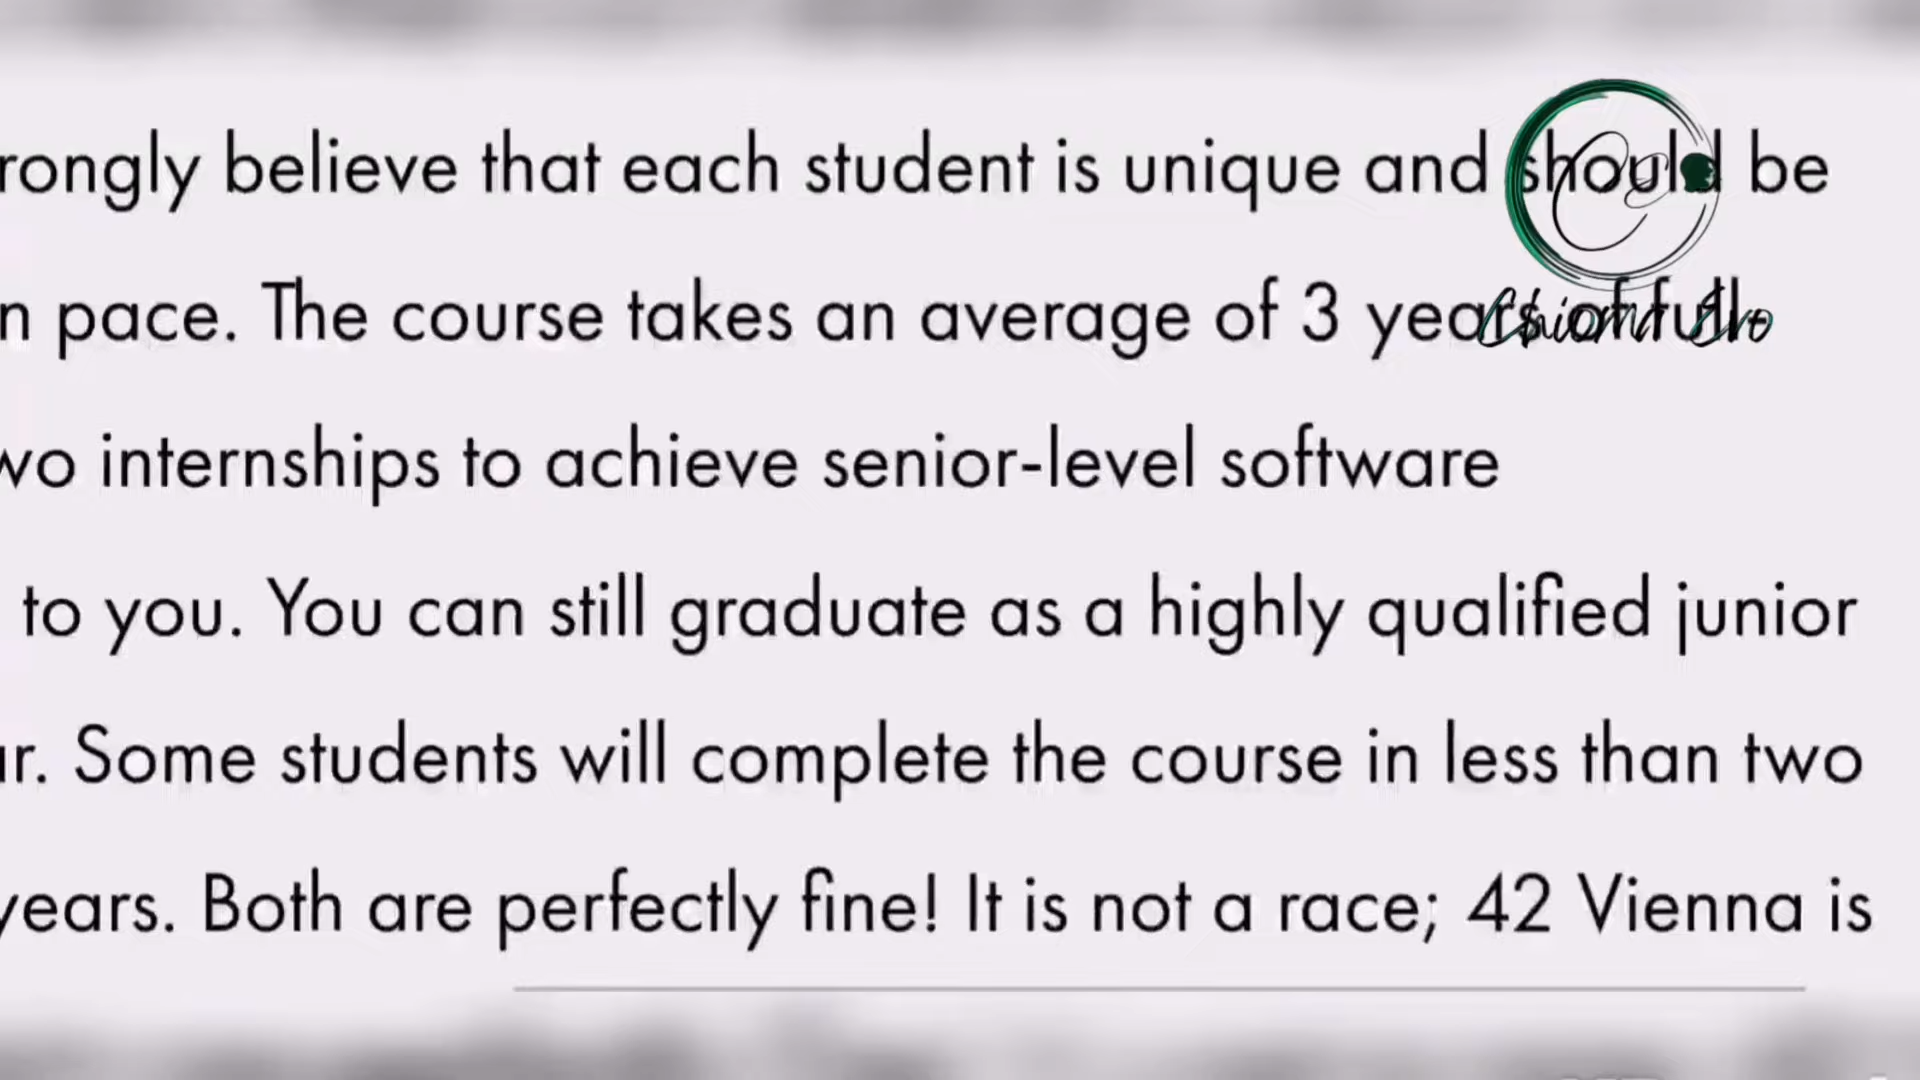 rongly believe that each student is unique and should be
n pace. The course takes an average of 3 years of full-
wo internships to achieve senior-level software
to you. You can still graduate as a highly qualified junior
ar. Some students will complete the course in less than two
years. Both are perfectly fine! It is not a race; 42 Vienna is
Chioma Evo